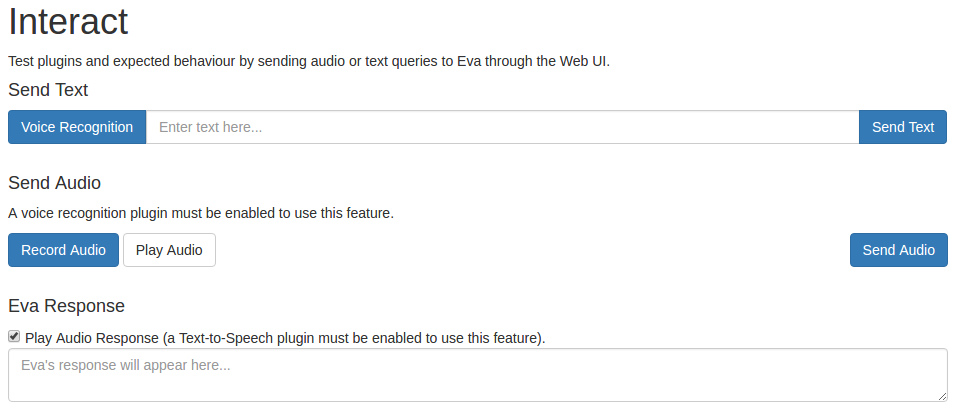 Interact
Test plugins and expected behaviour by sending audio or text queries to Eva through the Web UI.
Send Text
Voice Recognition Enter text here... Send Text
Send Audio
A voice recognition plugin must be enabled to use this feature.
Record Audio Play Audio Send Audio
Eva Response
Play Audio Response (a Text-to-Speech plugin must be enabled to use this feature).
Eva's response will appear here...